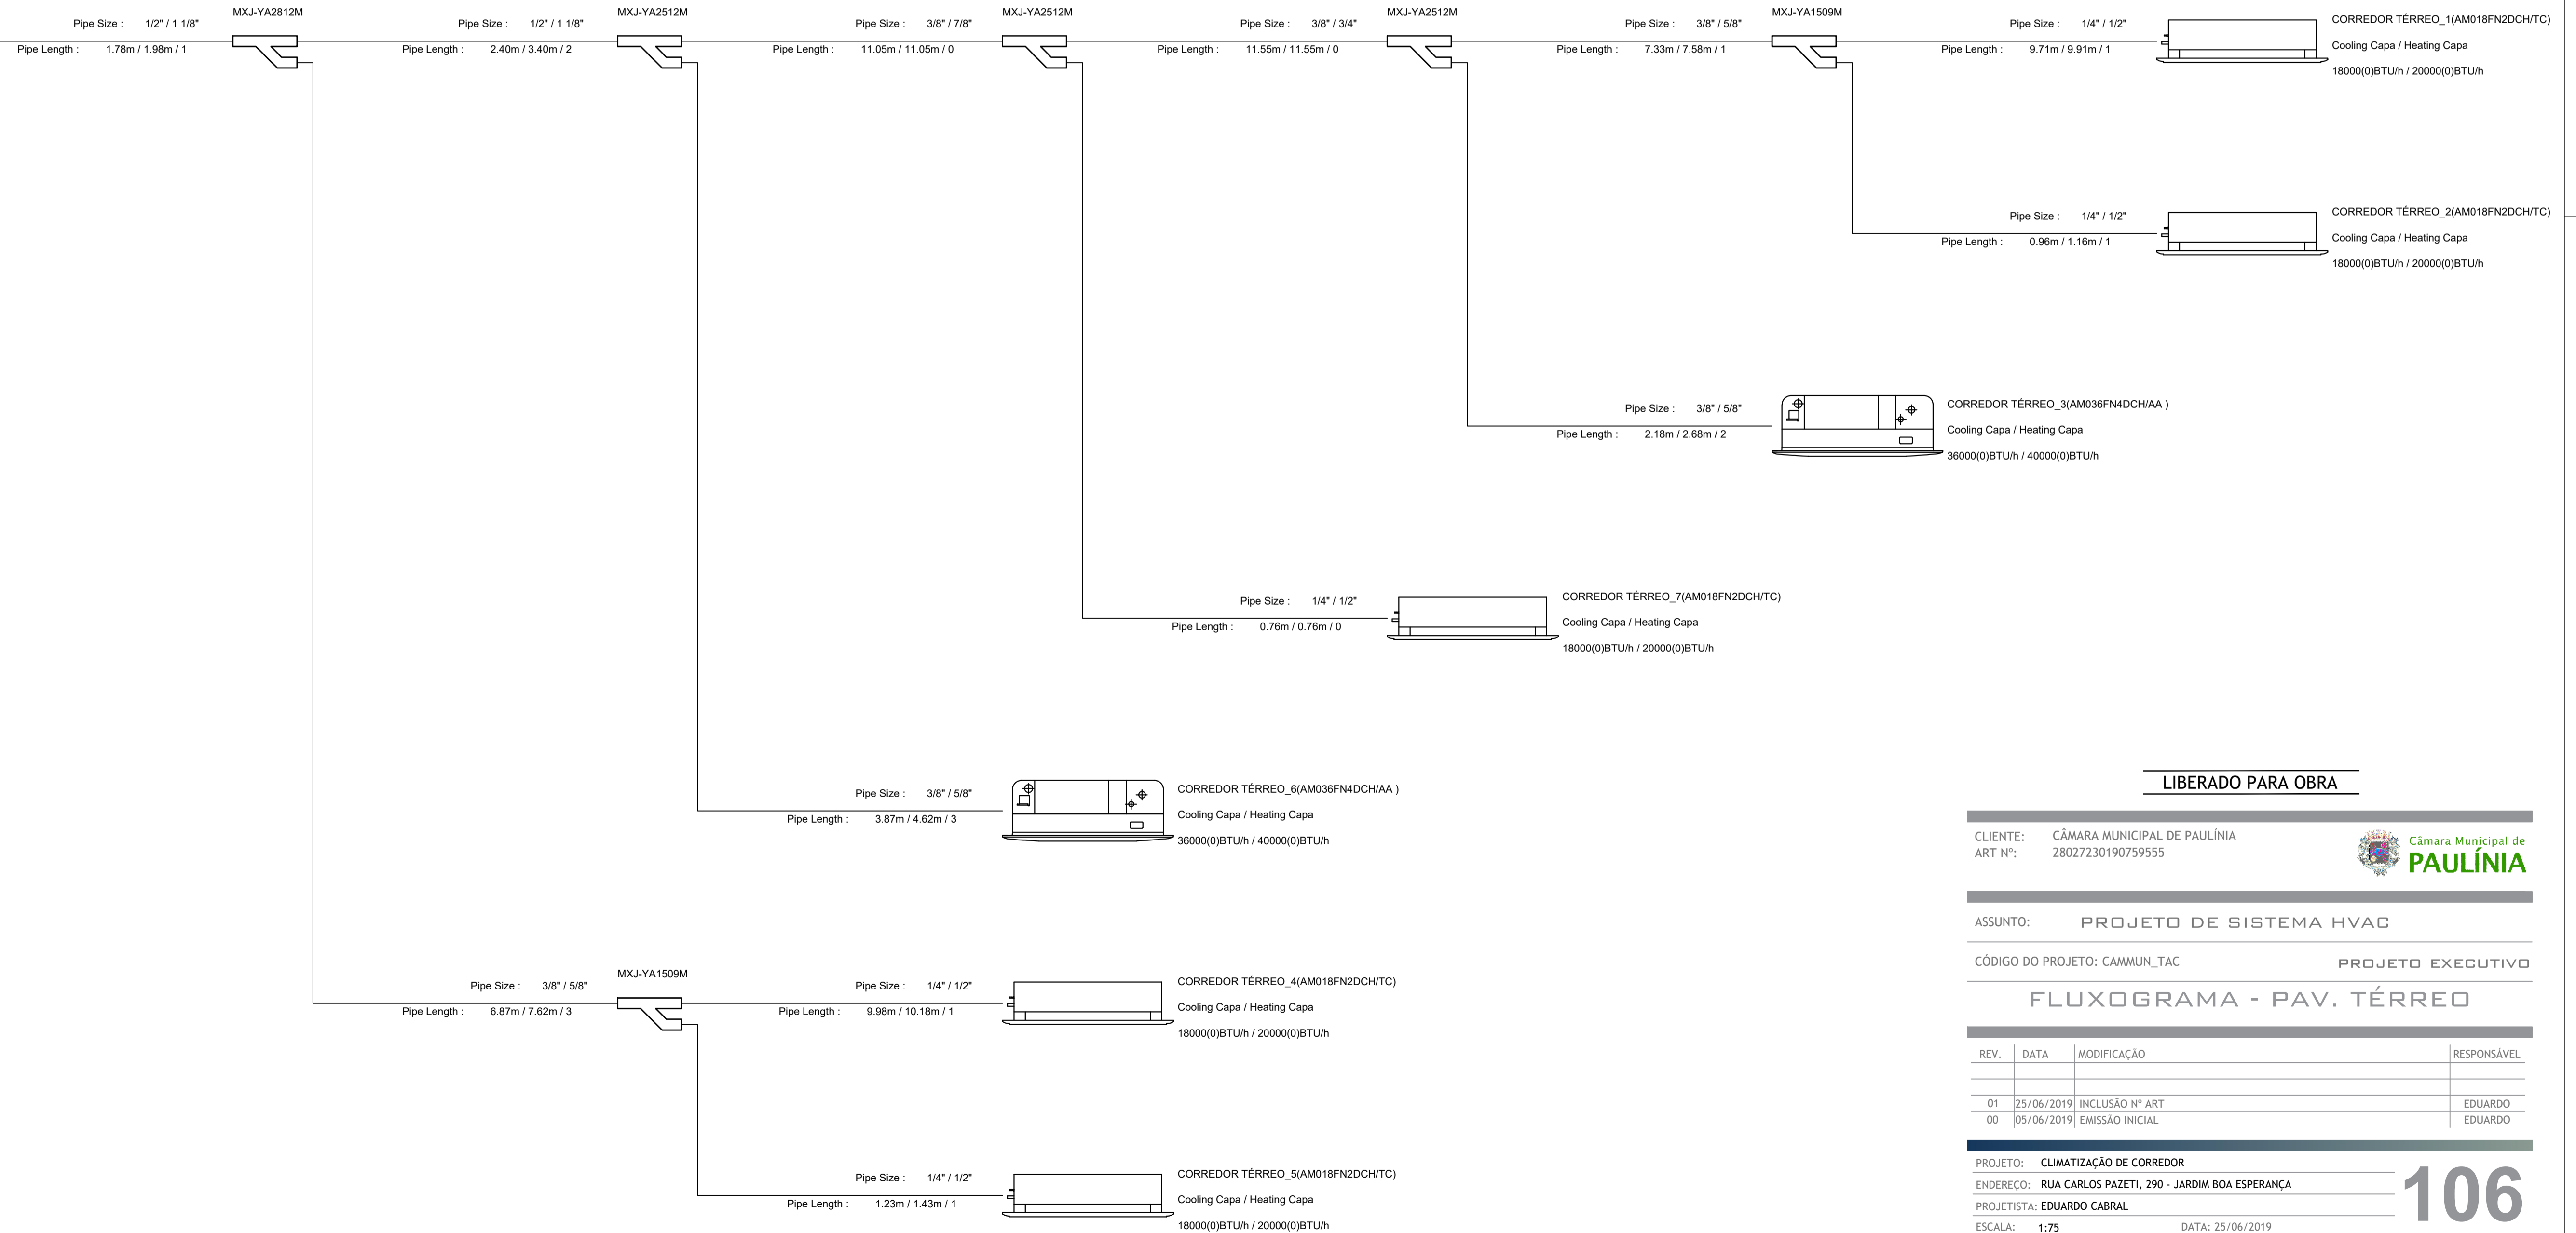 MXJ-YA2812M
MXJ-YA2512M
MXJ-YA2512M
MXJ-YA2512M
MXJ-YA1509M
Pipe Size : 1/2" / 1 1/8"
Pipe Length : 1.78m / 1.98m / 1
Pipe Size : 1/2" / 1 1/8"
Pipe Length : 2.40m / 3.40m / 2
Pipe Size : 3/8" / 7/8"
Pipe Length : 11.05m / 11.05m / 0
Pipe Size : 3/8" / 3/4"
Pipe Length : 11.55m / 11.55m / 0
Pipe Size : 3/8" / 5/8"
Pipe Length : 7.33m / 7.58m / 1
Pipe Size : 1/4" / 1/2"
Pipe Length : 9.71m / 9.91m / 1
CORREDOR TÉRREO_1(AM018FN2DCH/TC)
Cooling Capa / Heating Capa
18000(0)BTU/h / 20000(0)BTU/h
Pipe Size : 1/4" / 1/2"
Pipe Length : 0.96m / 1.16m / 1
CORREDOR TÉRREO_2(AM018FN2DCH/TC)
Cooling Capa / Heating Capa
18000(0)BTU/h / 20000(0)BTU/h
Pipe Size : 3/8" / 5/8"
Pipe Length : 2.18m / 2.68m / 2
CORREDOR TÉRREO_3(AM036FN4DCH/AA )
Cooling Capa / Heating Capa
36000(0)BTU/h / 40000(0)BTU/h
Pipe Size : 1/4" / 1/2"
Pipe Length : 0.76m / 0.76m / 0
CORREDOR TÉRREO_7(AM018FN2DCH/TC)
Cooling Capa / Heating Capa
18000(0)BTU/h / 20000(0)BTU/h
Pipe Size : 3/8" / 5/8"
Pipe Length : 3.87m / 4.62m / 3
CORREDOR TÉRREO_6(AM036FN4DCH/AA )
Cooling Capa / Heating Capa
36000(0)BTU/h / 40000(0)BTU/h
Pipe Size : 3/8" / 5/8"
Pipe Length : 6.87m / 7.62m / 3
MXJ-YA1509M
Pipe Size : 1/4" / 1/2"
Pipe Length : 9.98m / 10.18m / 1
CORREDOR TÉRREO_4(AM018FN2DCH/TC)
Cooling Capa / Heating Capa
18000(0)BTU/h / 20000(0)BTU/h
Pipe Size : 1/4" / 1/2"
Pipe Length : 1.23m / 1.43m / 1
CORREDOR TÉRREO_5(AM018FN2DCH/TC)
Cooling Capa / Heating Capa
18000(0)BTU/h / 20000(0)BTU/h
LIBERADO PARA OBRA
CLIENTE: CÂMARA MUNICIPAL DE PAULÍNIA
ART Nº: 28027230190759555
Câmara Municipal de
PAULÍNIA
ASSUNTO: PROJETO DE SISTEMA HVAC
CÓDIGO DO PROJETO: CAMMUN_TAC PROJETO EXECUTIVO
FLUXOGRAMA - PAV. TÉRREO
REV. DATA MODIFICAÇÃO RESPONSÁVEL
01 25/06/2019 INCLUSÃO Nº ART EDUARDO
00 05/06/2019 EMISSÃO INICIAL EDUARDO
PROJETO: CLIMATIZAÇÃO DE CORREDOR
ENDEREÇO: RUA CARLOS PAZETI, 290 - JARDIM BOA ESPERANÇA
PROJETISTA: EDUARDO CABRAL
ESCALA: 1:75 DATA: 25/06/2019
106